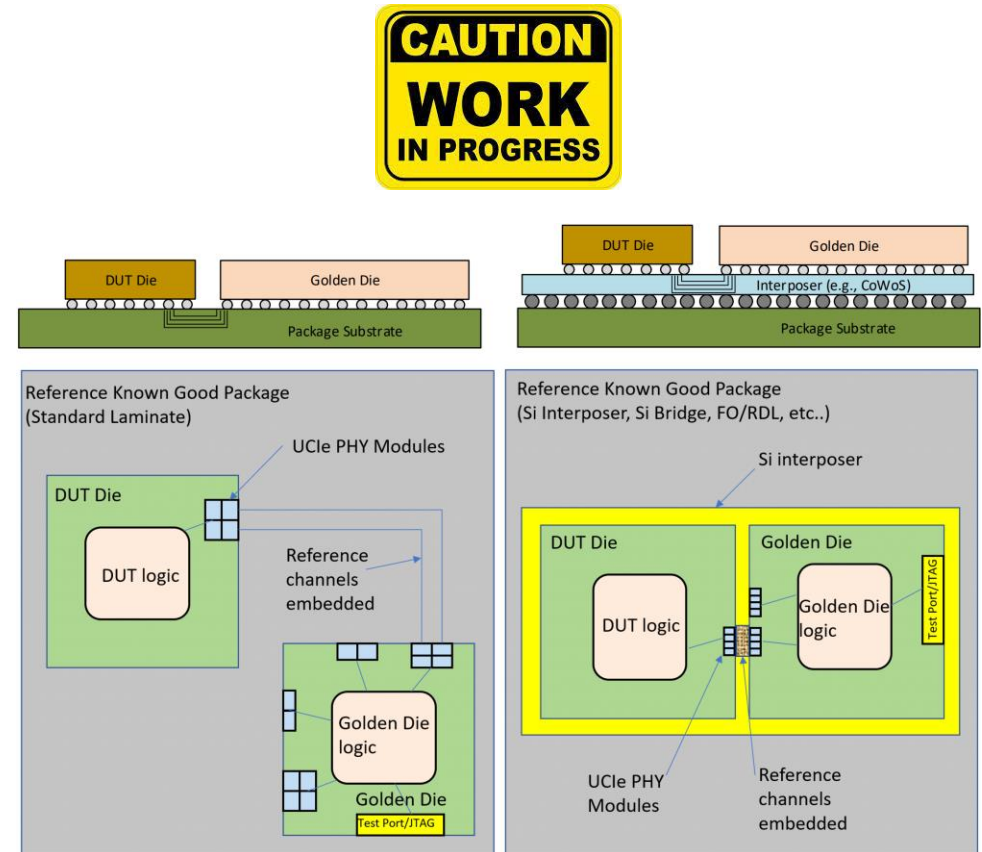 CAUTION
WORK
IN PROGRESS
DUT Die
Golden Die
Package Substrate
DUT Die
Golden Die
Interposer (e.g., CoWoS)
Package Substrate
Reference Known Good Package
(Standard Laminate)
UCIe PHY Modules
DUT Die
DUT logic
Reference
channels
embedded
Golden Die
logic
Golden Die
Test Port/JTAG
Reference Known Good Package
(Si Interposer, Si Bridge, FO/RDL, etc..)
Si interposer
DUT Die
DUT logic
Golden Die
Golden Die
logic
Test Port/JTAG
UCIe PHY
Modules
Reference
channels
embedded